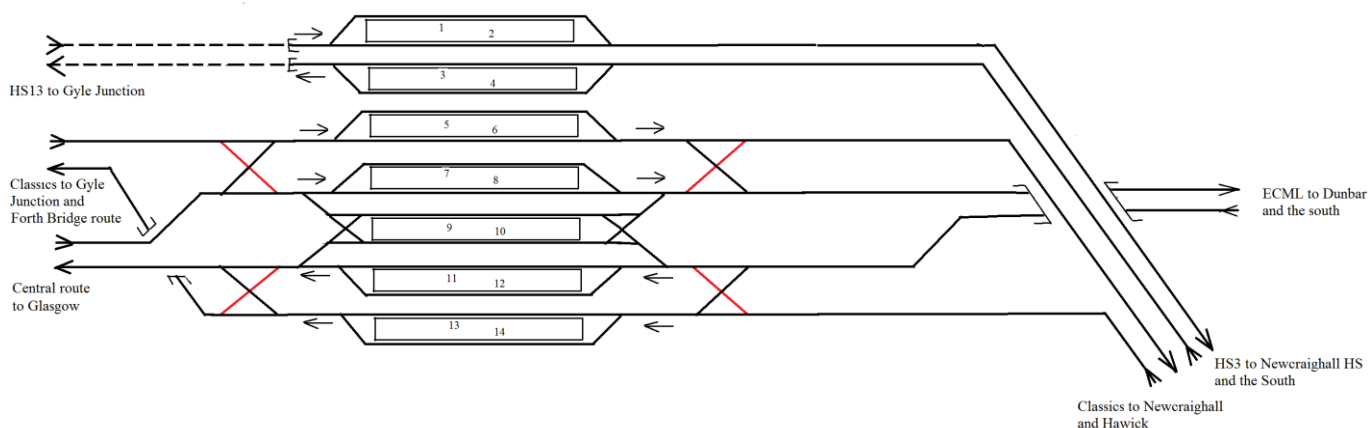 1 2
3 4
HS13 to Gyle Junction
5 6
Classics to Gyle
Junction and
Forth Bridge route
7 8
ECML to Dunbar
and the south
9 10
Central route
to Glasgow
11 12
13 14
HS3 to Newcraighall HS
and the South
Classics to Newcraighall
and Hawick